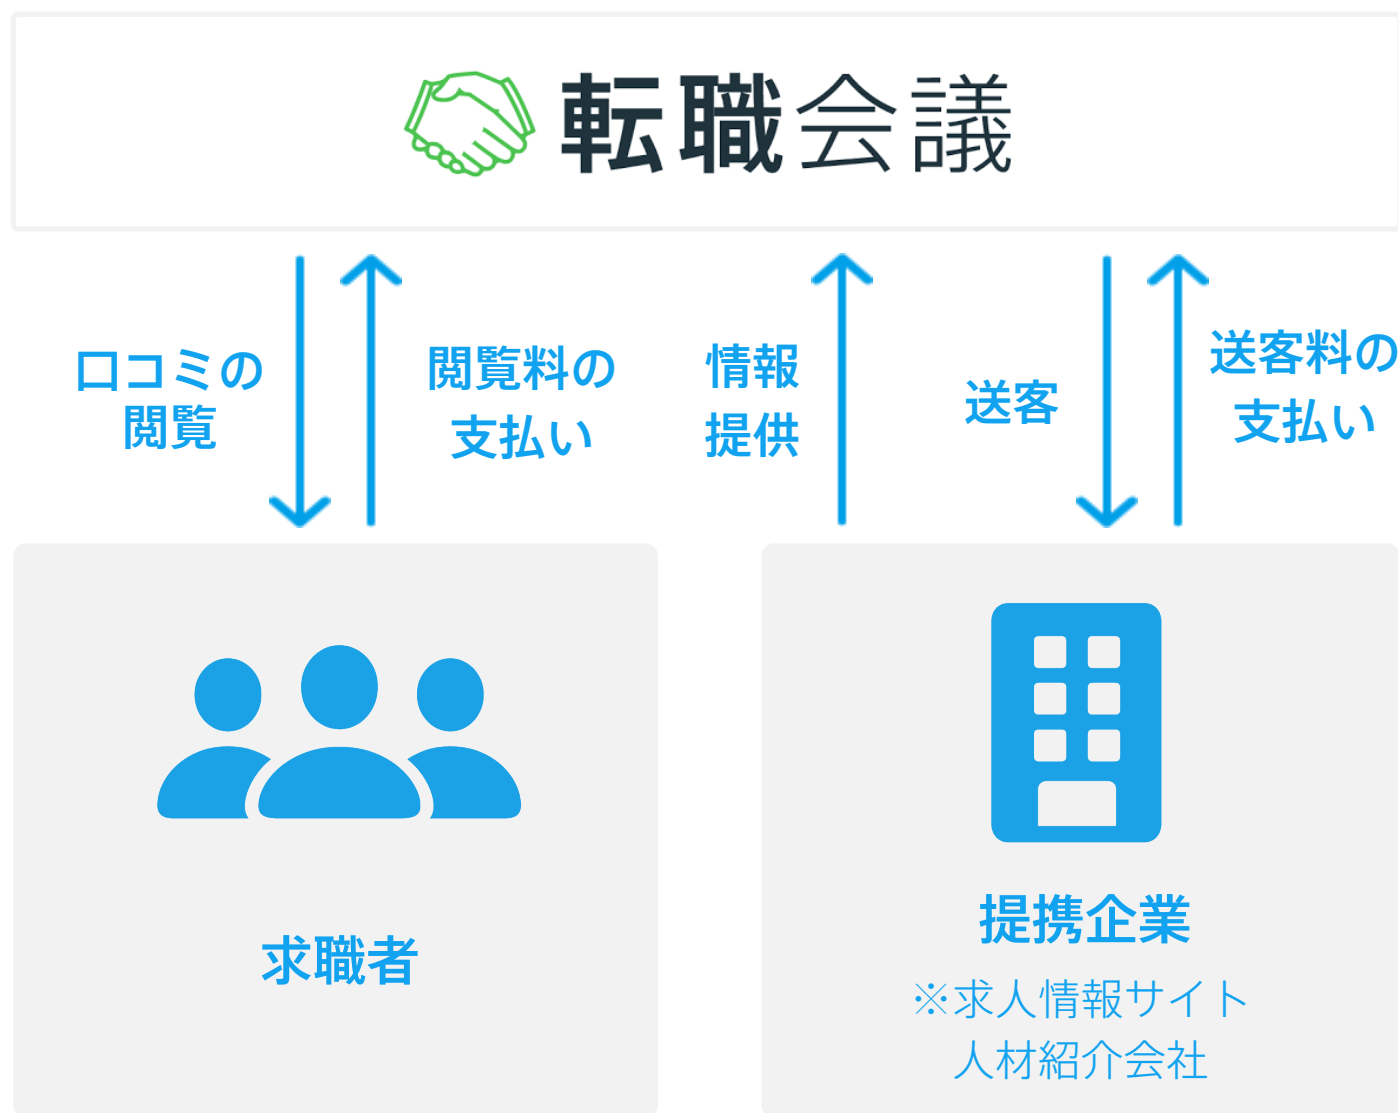 転職会議
口コミの
閲覧
閲覧料の
支払い
情報
提供
送客
送客料の
支払い
求職者
提携企業
※求人情報サイト
人材紹介会社